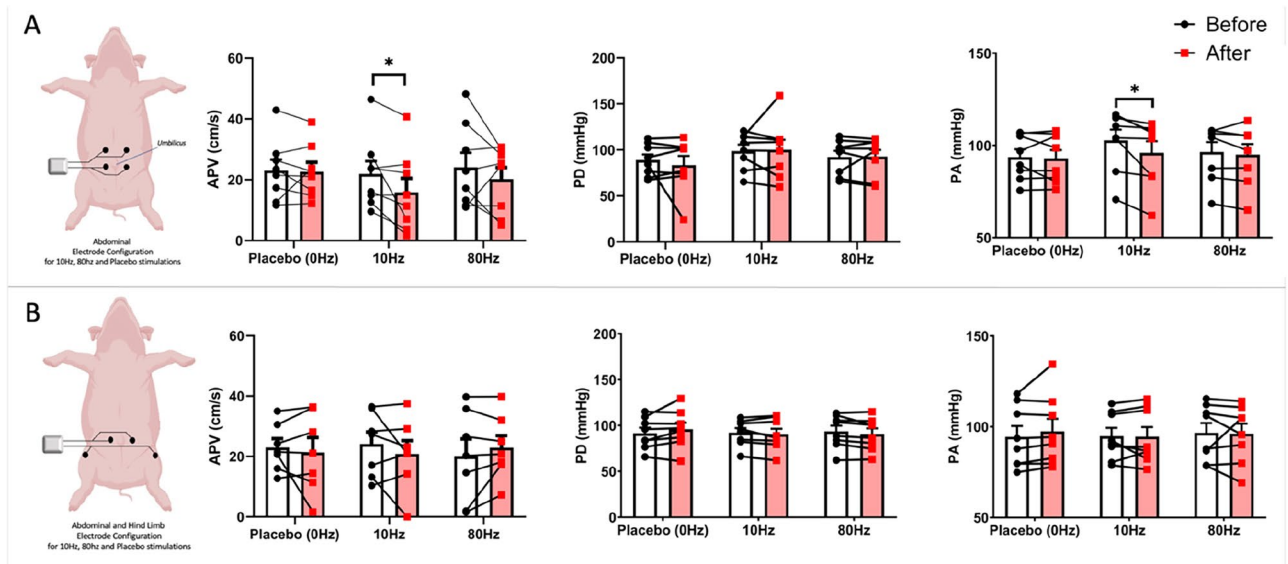 A
Umbilicus
Abdominal
Electrode Configuration
for 10Hz, 80hz and Placebo stimulations
60
40
20
0
APV (cm/s)
*
Placebo (0Hz)
10Hz
80Hz
200
150
100
50
0
PD (mmHg)
Placebo (0Hz)
10Hz
80Hz
150
100
50
PA (mmHg)
*
Placebo (0Hz)
10Hz
80Hz
Before
After
B
Abdominal and Hind Limb
Electrode Configuration
for 10Hz, 80hz and Placebo stimulations
60
40
20
0
APV (cm/s)
Placebo (0Hz)
10Hz
80Hz
200
150
100
50
0
PD (mmHg)
Placebo (0Hz)
10Hz
80Hz
150
100
50
PA (mmHg)
Placebo (0Hz)
10Hz
80Hz